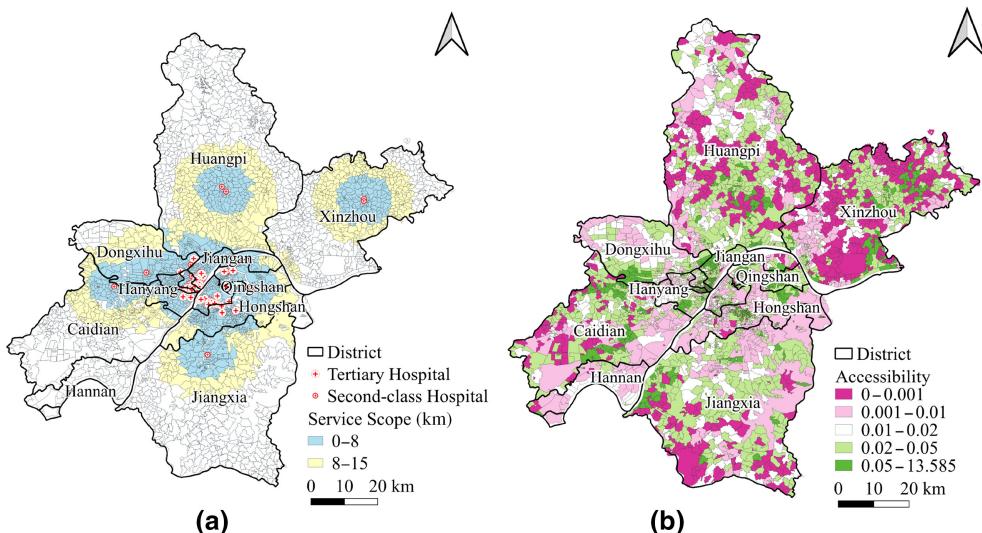 Huangpi
Xinzhou
Dongxihu
Jiangan
Hanyang
Qingshan
Hongshan
Caidian
Hannan
Jiangxia
District
Tertiary Hospital
Second-class Hospital
Service Scope (km)
0–8
8–15
0 10 20 km
(a)
Huangpi
Xinzhou
Dongxihu
Jiangan
Qingshan
Hanyang
Hongshan
Caidian
Hannan
Jiangxia
District
Accessibility
0–0.001
0.001–0.01
0.01–0.02
0.02–0.05
0.05–13.585
0 10 20 km
(b)